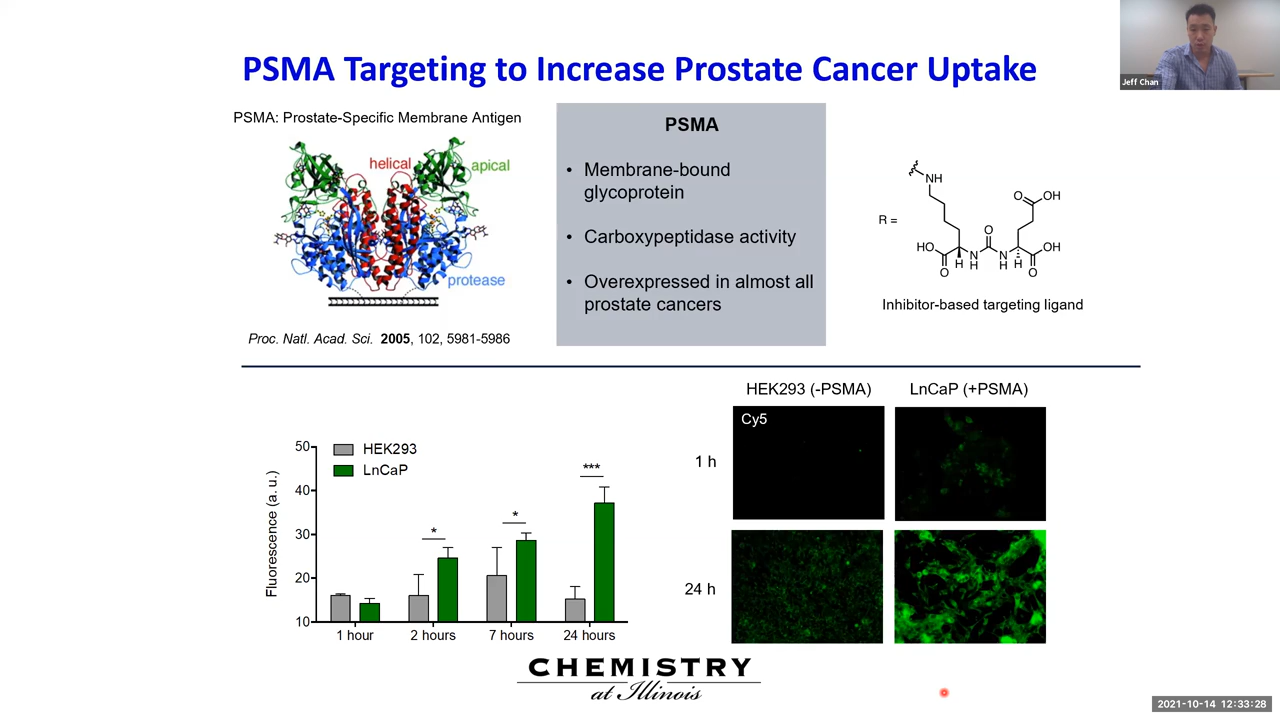 PSMA Targeting to Increase Prostate Cancer Uptake
Jeff Chan
PSMA: Prostate-Specific Membrane Antigen
helical
apical
protease
Proc. Natl. Acad. Sci. 2005, 102, 5981-5986
PSMA
• Membrane-bound
glycoprotein
• Carboxypeptidase activity
• Overexpressed in almost all
prostate cancers
R =
NH
O
OH
O
HO
O
H
N
H
N
H
H
OH
O
Inhibitor-based targeting ligand
Fluorescence (a. u.)
50
40
30
20
10
HEK293
LnCaP
*
*
***
1 hour
2 hours
7 hours
24 hours
HEK293 (-PSMA)
LnCaP (+PSMA)
Cy5
1 h
24 h
CHEMISTRY
at Illinois
2021-10-14 12:33:28